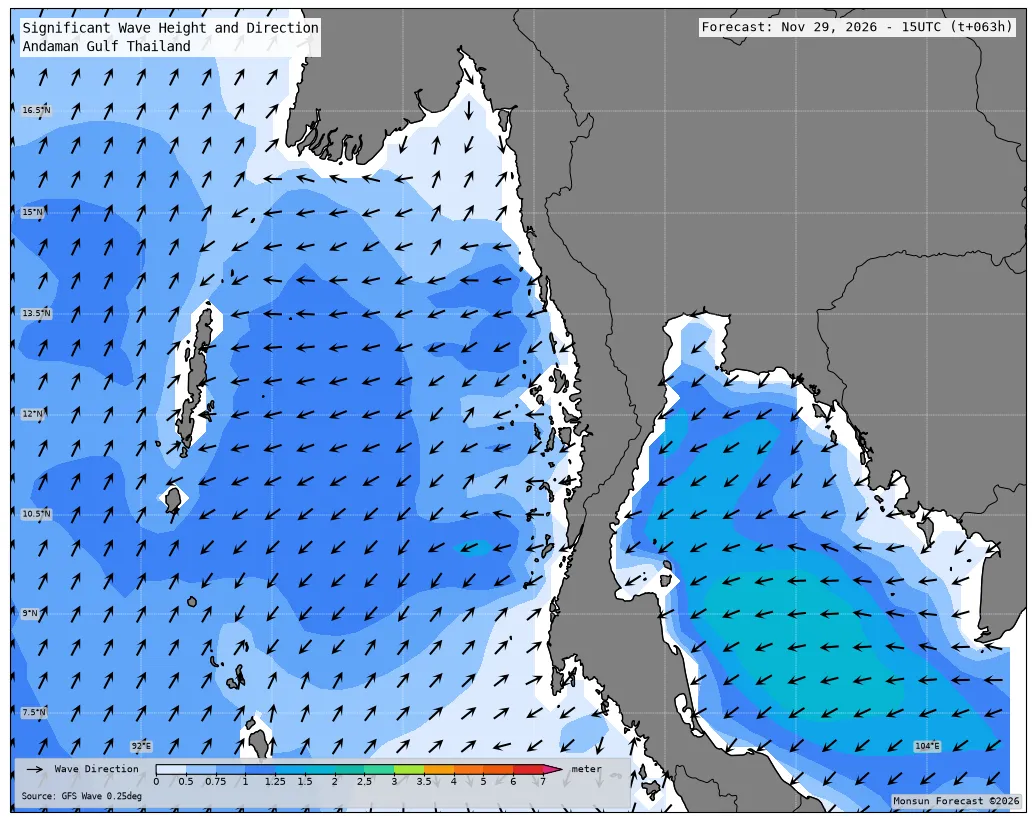 Significant Wave Height and Direction
Andaman Gulf Thailand
Forecast: Nov 29, 2026 - 15UTC (t+063h)
16.5°N
15°N
13.5°N
12°N
10.5°N
9°N
7.5°N
92°E
104°E
Wave Direction
0.5 0.75 1 1.25 1.5 2 2.5 3 3.5 4 5 6 7 meter
Source: GFS Wave 0.25deg
Monsun Forecast ©2026